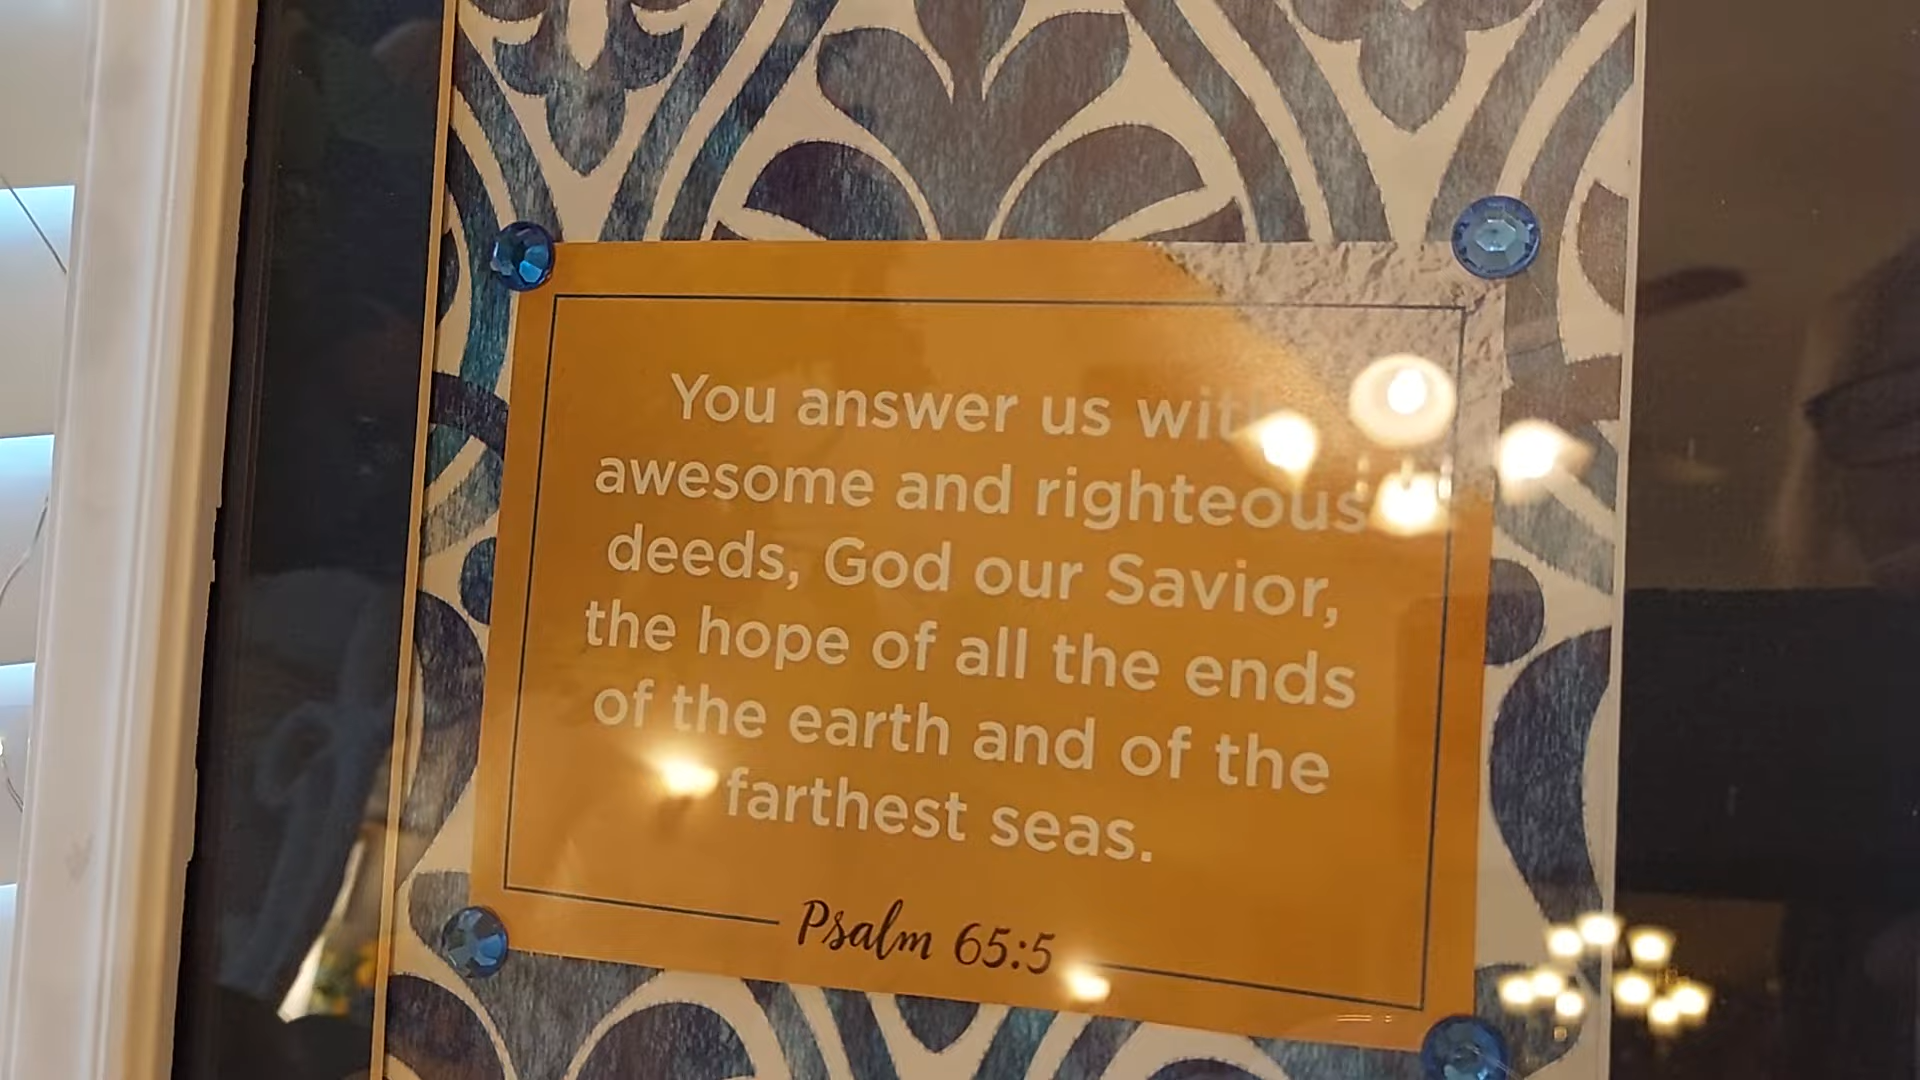 You answer us with
awesome and righteous
deeds, God our Savior,
the hope of all the ends
of the earth and of the
farthest seas.
Psalm 65:5